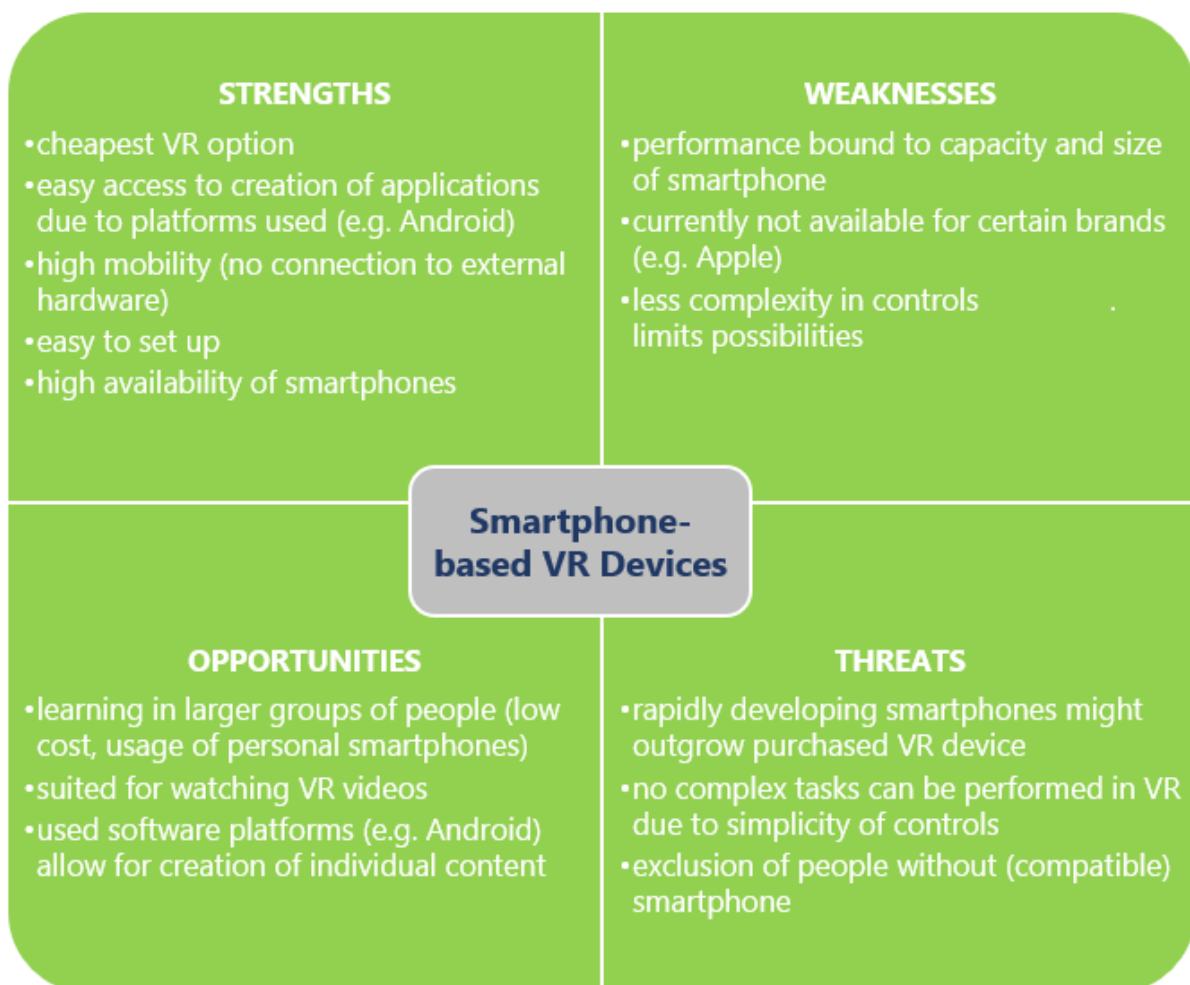 STRENGTHS
•cheapest VR option
•easy access to creation of applications
due to platforms used (e.g. Android)
•high mobility (no connection to external
hardware)
•easy to set up
•high availability of smartphones
WEAKNESSES
•performance bound to capacity and size
of smartphone
•currently not available for certain brands
(e.g. Apple)
•less complexity in controls .
limits possibilities
Smartphone-
based VR Devices
OPPORTUNITIES
•learning in larger groups of people (low
cost, usage of personal smartphones)
•suited for watching VR videos
•used software platforms (e.g. Android)
allow for creation of individual content
THREATS
•rapidly developing smartphones might
outgrow purchased VR device
•no complex tasks can be performed in VR
due to simplicity of controls
•exclusion of people without (compatible)
smartphone